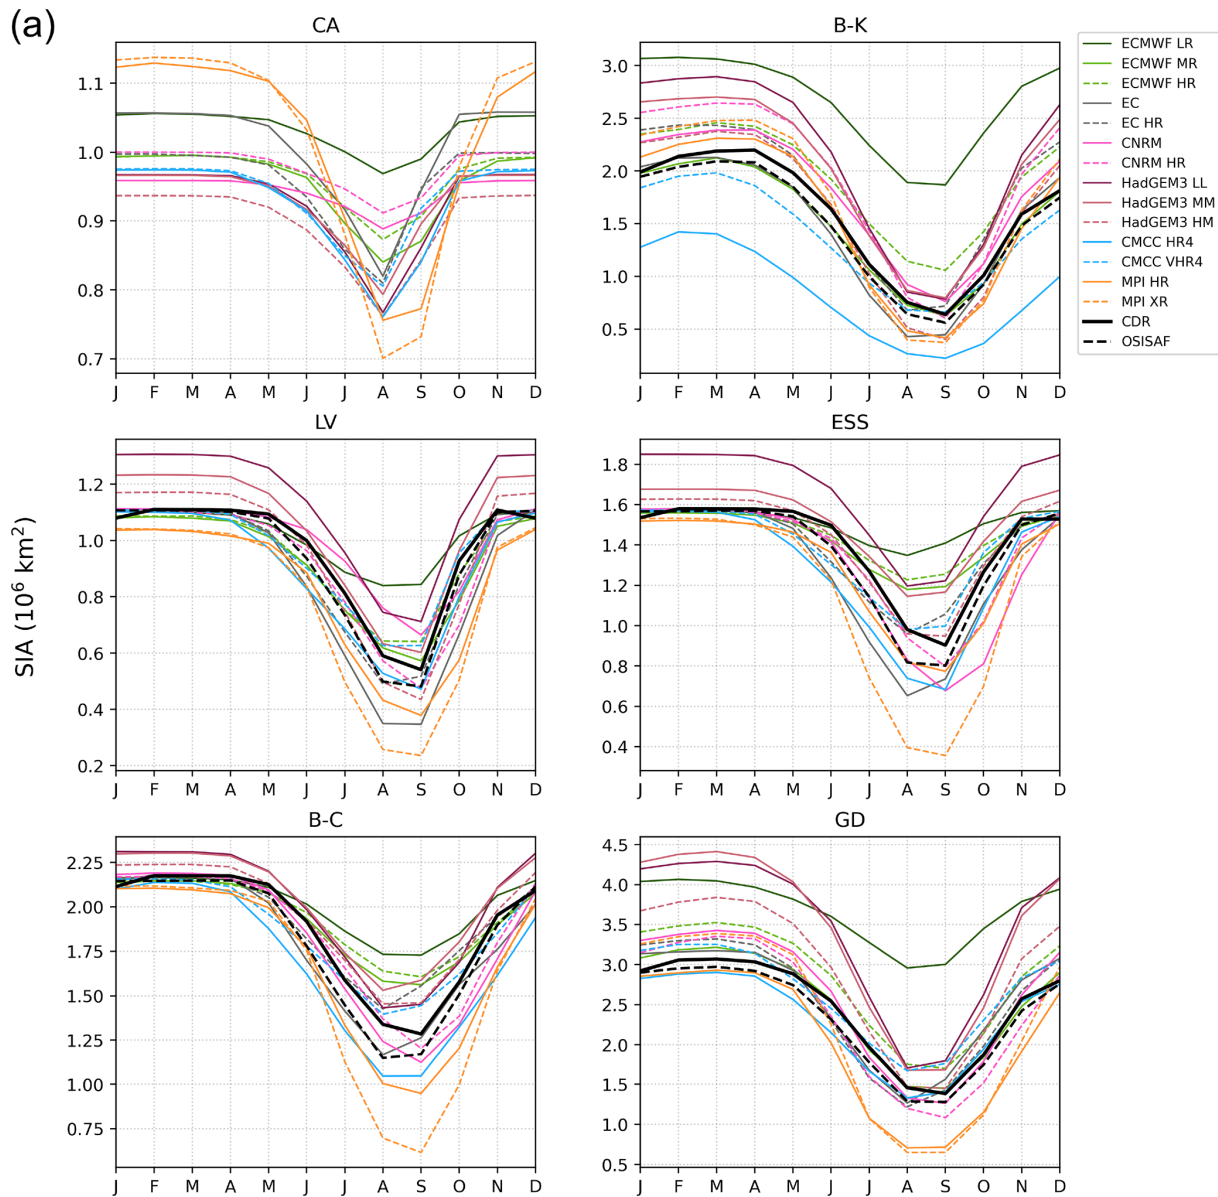 (a)
CA
1.1
1.0
0.9
0.8
0.7
J F M A M J J A S O N D
B-K
3.0
2.5
2.0
1.5
1.0
0.5
J F M A M J J A S O N D
ECMWF LR
ECMWF MR
ECMWF HR
EC
EC HR
CNRM
CNRM HR
HadGEM3 LL
HadGEM3 MM
HadGEM3 HM
CMCC HR4
CMCC VHR4
MPI HR
MPI XR
CDR
OSISAF
SIA (10⁶ km²)
LV
1.2
1.0
0.8
0.6
0.4
0.2
J F M A M J J A S O N D
ESS
1.8
1.6
1.4
1.2
1.0
0.8
0.6
0.4
J F M A M J J A S O N D
B-C
2.25
2.00
1.75
1.50
1.25
1.00
0.75
J F M A M J J A S O N D
GD
4.5
4.0
3.5
3.0
2.5
2.0
1.5
1.0
0.5
J F M A M J J A S O N D